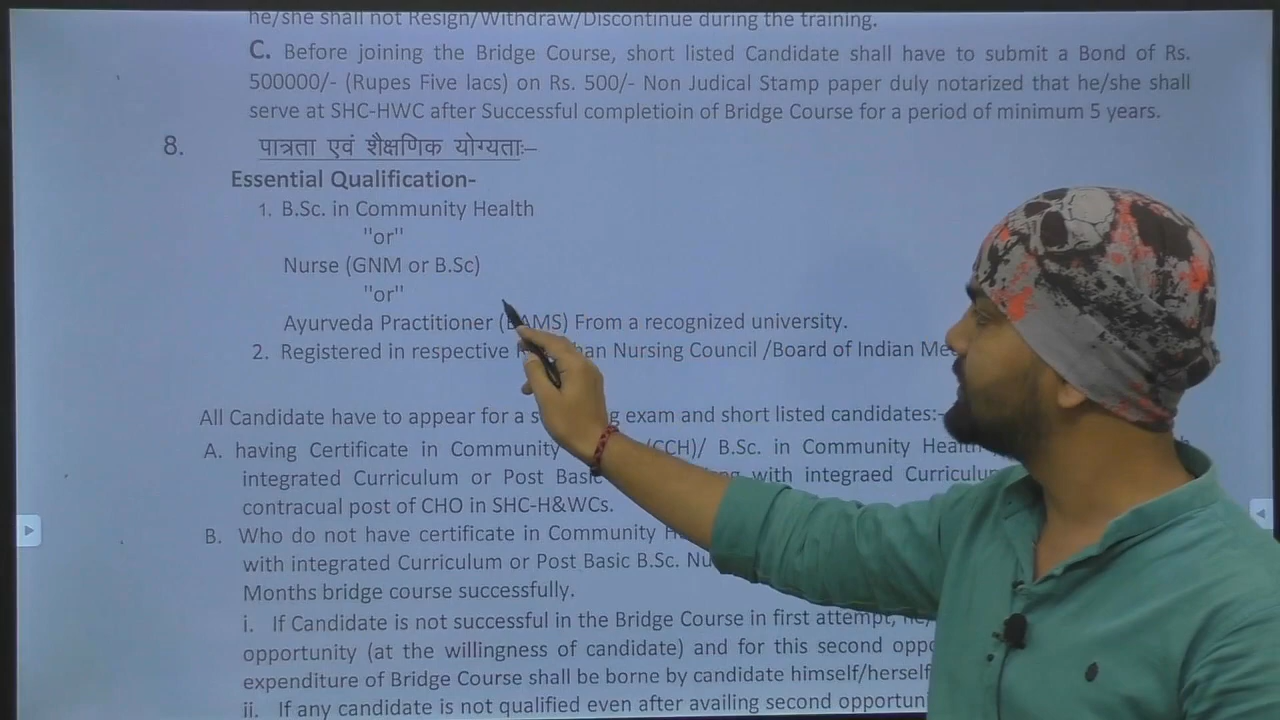 he/she shall not Resign/Withdraw/Discontinue during the training.
C. Before joining the Bridge Course, short listed Candidate shall have to submit a Bond of Rs.
500000/- (Rupes Five lacs) on Rs. 500/- Non Judical Stamp paper duly notarized that he/she shall
serve at SHC-HWC after Successful completioin of Bridge Course for a period of minimum 5 years.
8. पात्रता एवं शैक्षणिक योग्यताः–
Essential Qualification-
1. B.Sc. in Community Health
"or"
Nurse (GNM or B.Sc)
"or"
Ayurveda Practitioner (BAMS) From a recognized university.
2. Registered in respective Nursing Council /Board of Indian
All Candidate have to appear for a exam and short listed candidates:-
A. having Certificate in Community (CCH)/ B.Sc. in Community Health
integrated Curriculum or Post Basic with integraed
contracual post of CHO in SHC-H&WCs.
B. Who do not have certificate in Community
with integrated Curriculum or Post Basic B.Sc.
Months bridge course successfully.
i. If Candidate is not successful in the Bridge Course in first attempt,
opportunity (at the willingness of candidate) and for this second
expenditure of Bridge Course shall be borne by candidate himself/herself
ii. If any candidate is not qualified even after availing second